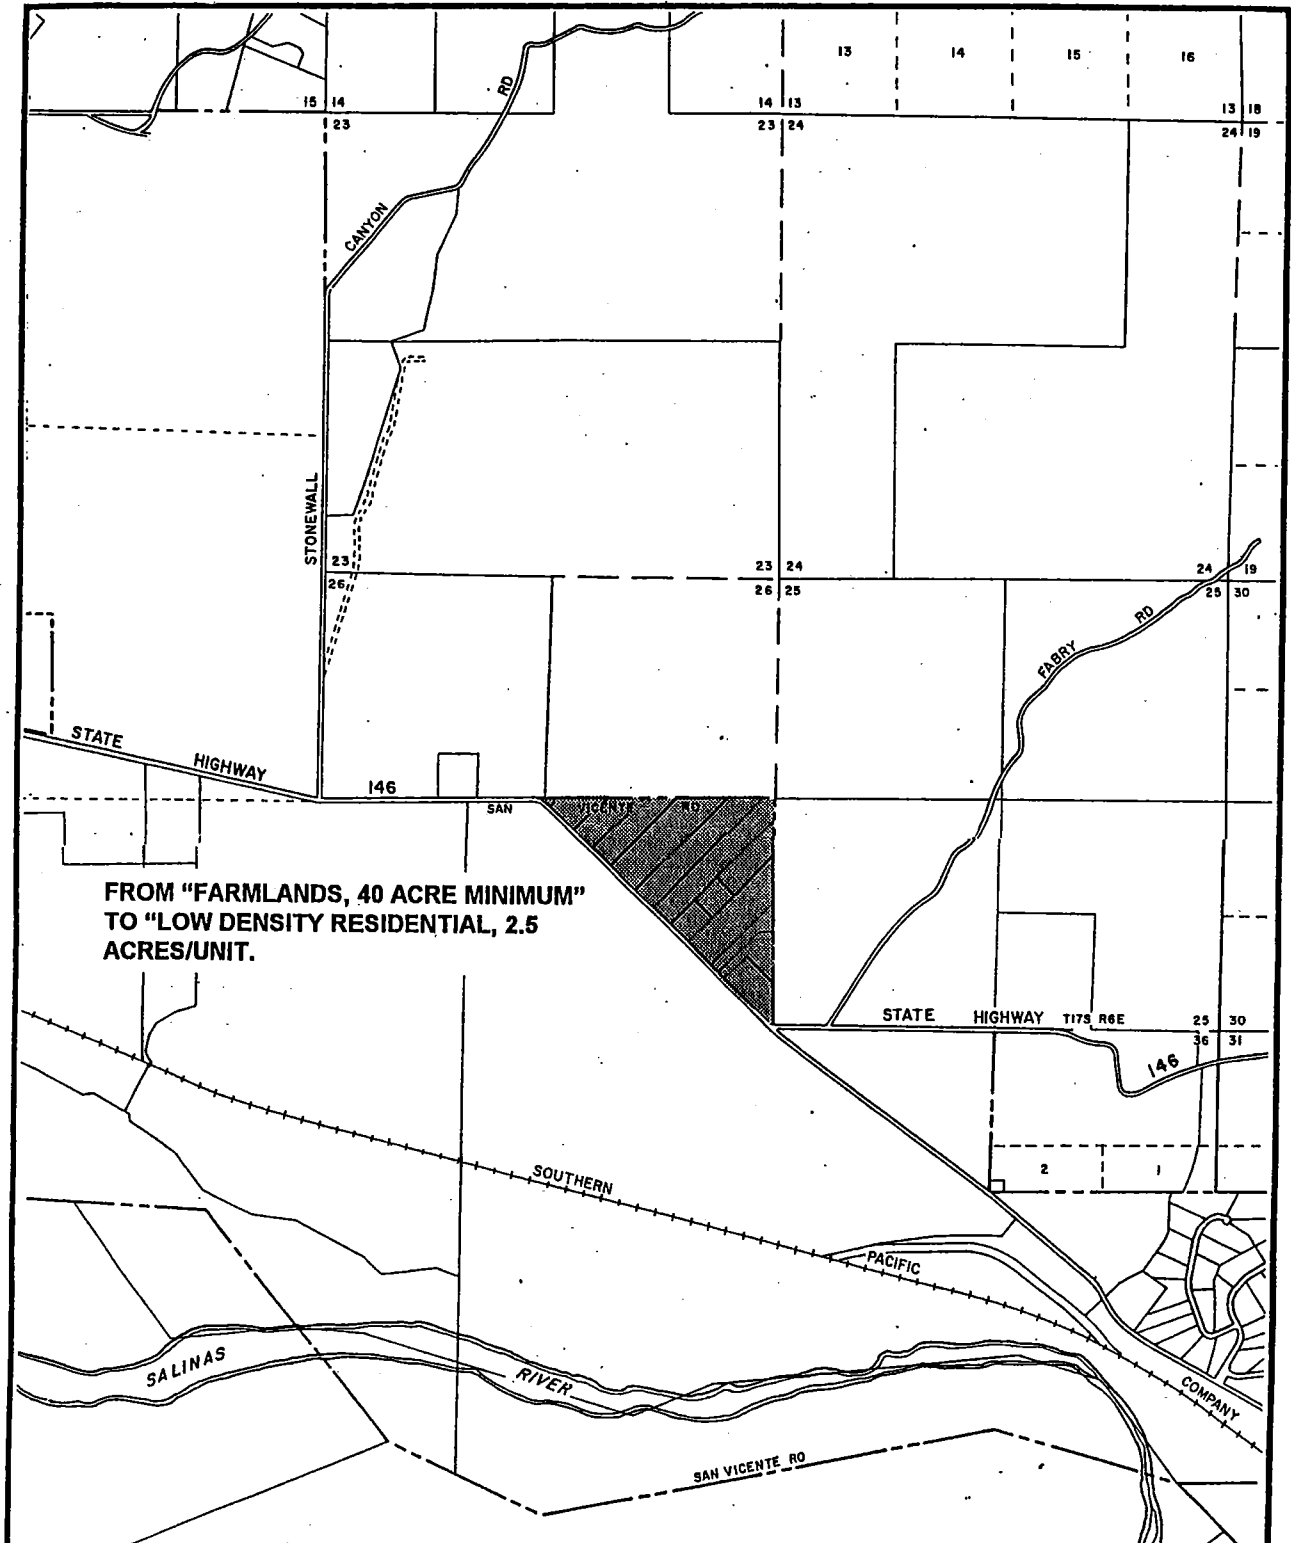 13
14
15
16
15 14
23
14 13
23 24
13 18
24 19
RD
CANYON
STONEWALL
23
26
23 24
26 25
24 19
25 30
FABRY
RD
STATE
HIGHWAY
146
SAN
VICENTE
RD
FROM "FARMLANDS, 40 ACRE MINIMUM"
TO "LOW DENSITY RESIDENTIAL, 2.5
ACRES/UNIT.
STATE
HIGHWAY
T17S R6E
25 30
36 31
146
2
1
SOUTHERN
PACIFIC
COMPANY
SALINAS
RIVER
SAN VICENTE RO